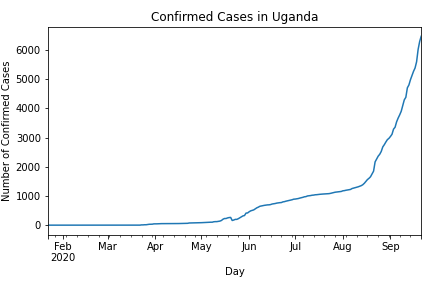 Confirmed Cases in Uganda
Number of Confirmed Cases
6000
5000
4000
3000
2000
1000
0
Feb Mar Apr May Jun Jul Aug Sep
2020
Day